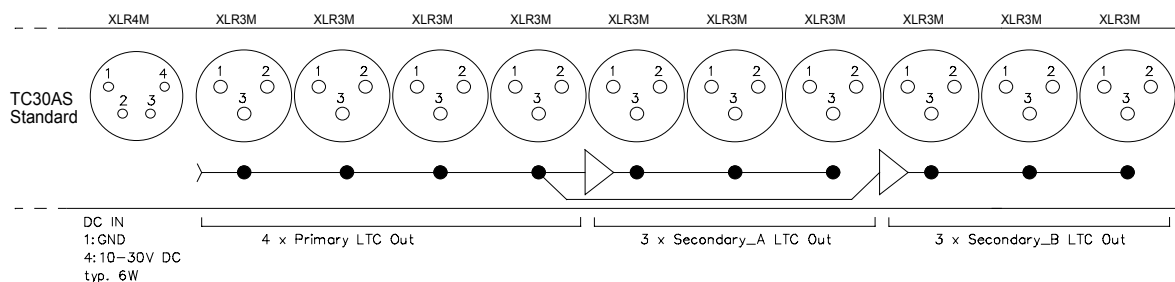 XLR4M XLR3M XLR3M XLR3M XLR3M XLR3M XLR3M XLR3M XLR3M XLR3M XLR3M
1 4 1 2 1 2 1 2 1 2 1 2 1 2 1 2 1 2 1 2 1 2
TC30AS
2 3 3 3 3 3 3 3 3 3 3 3
Standard
DC IN
1:GND
4:10-30V DC
typ. 6W
4 x Primary LTC Out
3 x Secondary_A LTC Out
3 x Secondary_B LTC Out